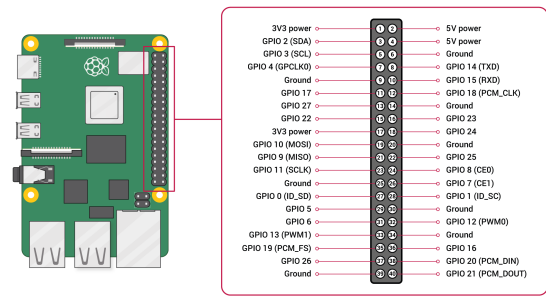 3V3 power 1 2 5V power
GPIO 2 (SDA) 3 4 5V power
GPIO 3 (SCL) 5 6 Ground
GPIO 4 (GPCLK0) 7 8 GPIO 14 (TXD)
Ground 9 10 GPIO 15 (RXD)
GPIO 17 11 12 GPIO 18 (PCM_CLK)
GPIO 27 13 14 Ground
GPIO 22 15 16 GPIO 23
3V3 power 17 18 GPIO 24
GPIO 10 (MOSI) 19 20 Ground
GPIO 9 (MISO) 21 22 GPIO 25
GPIO 11 (SCLK) 23 24 GPIO 8 (CE0)
Ground 25 26 GPIO 7 (CE1)
GPIO 0 (ID_SD) 27 28 GPIO 1 (ID_SC)
GPIO 5 29 30 Ground
GPIO 6 31 32 GPIO 12 (PWM0)
GPIO 13 (PWM1) 33 34 Ground
GPIO 19 (PCM_FS) 35 36 GPIO 16
GPIO 26 37 38 GPIO 20 (PCM_DIN)
Ground 39 40 GPIO 21 (PCM_DOUT)